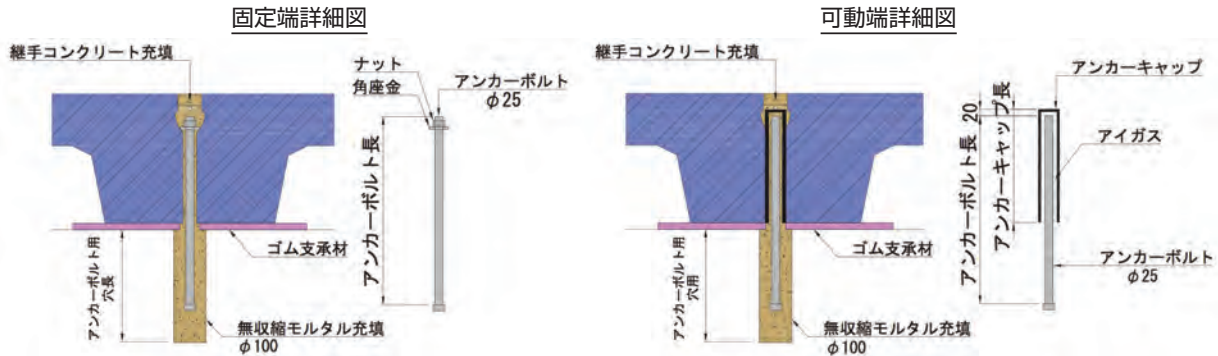 固定端詳細図
継手コンクリート充填
ナット
角座金
アンカーボルト
φ25
アンカーボルト長
ゴム支承材
アンカーボルト用
穴長
無収縮モルタル充填
φ100
可動端詳細図
継手コンクリート充填
アンカーキャップ
20
アンカーボルト長
アンカーキャップ長
アイガス
ゴム支承材
アンカーボルト
φ25
アンカーボルト用
穴用
無収縮モルタル充填
φ100